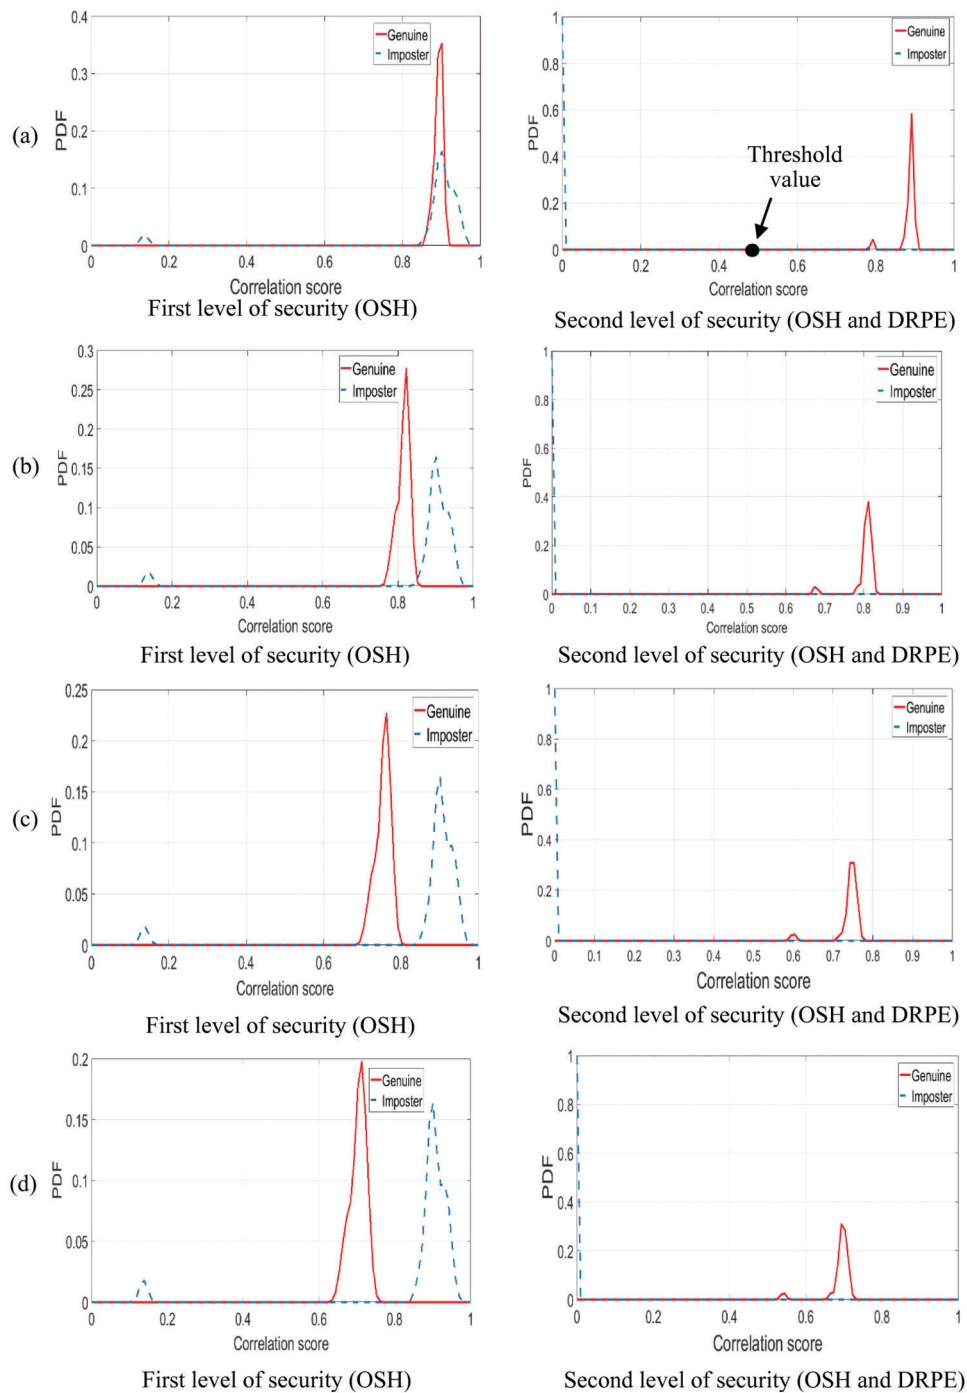 (a)
0.4
0.3
0.2
0.1
0
PDF
Genuine
Imposter
0 0.2 0.4 0.6 0.8 1
Correlation score
First level of security (OSH)
1
0.8
0.6
0.4
0.2
0
PDF
Genuine
Imposter
Threshold
value
0 0.2 0.4 0.6 0.8 1
Correlation score
Second level of security (OSH and DRPE)
(b)
0.3
0.25
0.2
0.15
0.1
0.05
0
PDF
Genuine
Imposter
0 0.2 0.4 0.6 0.8 1
Correlation score
First level of security (OSH)
1
0.8
0.6
0.4
0.2
0
PDF
Genuine
Imposter
0 0.1 0.2 0.3 0.4 0.5 0.6 0.7 0.8 0.9 1
Correlation score
Second level of security (OSH and DRPE)
(c)
0.25
0.2
0.15
0.1
0.05
0
PDF
Genuine
Imposter
0 0.2 0.4 0.6 0.8 1
Correlation score
First level of security (OSH)
1
0.8
0.6
0.4
0.2
0
PDF
Genuine
Imposter
0 0.1 0.2 0.3 0.4 0.5 0.6 0.7 0.8 0.9 1
Correlation score
Second level of security (OSH and DRPE)
(d)
0.2
0.15
0.1
0.05
0
PDF
Genuine
Imposter
0 0.2 0.4 0.6 0.8 1
Correlation score
First level of security (OSH)
1
0.8
0.6
0.4
0.2
0
PDF
Genuine
Imposter
0 0.2 0.4 0.6 0.8 1
Correlation score
Second level of security (OSH and DRPE)